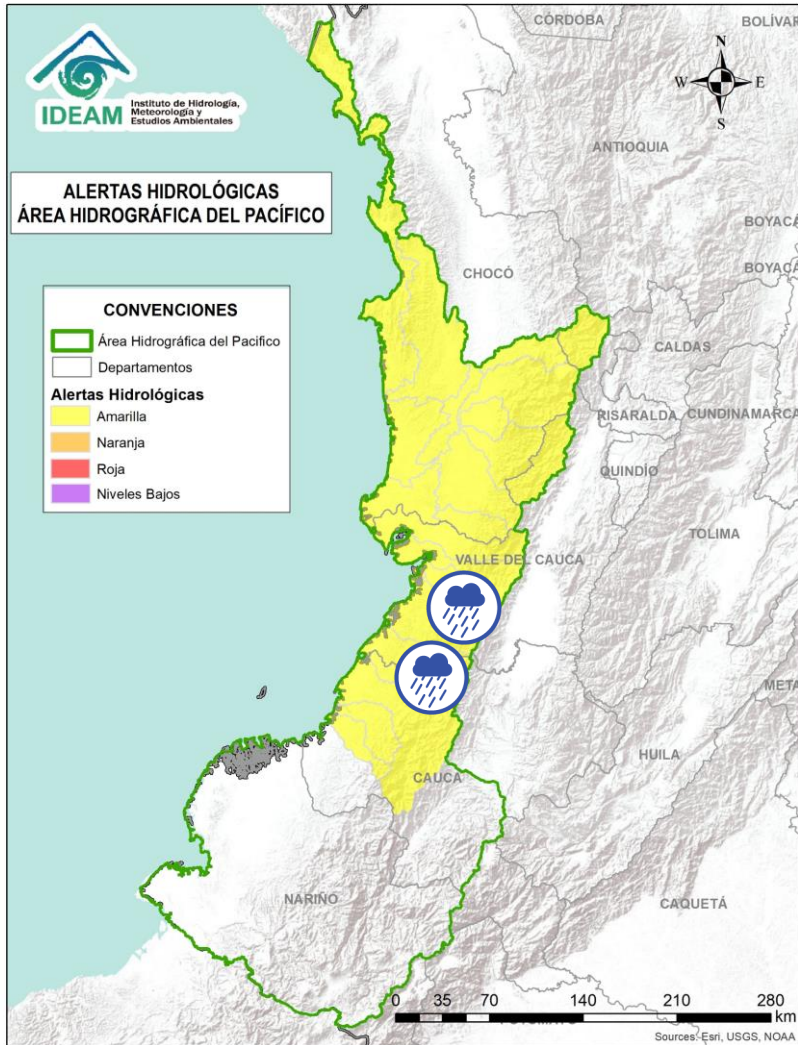 CÓRDOBA
BOLÍVAR
N
W E
S
IDEAM
Instituto de Hidrología,
Meteorología y
Estudios Ambientales
ANTIOQUIA
ALERTAS HIDROLÓGICAS
ÁREA HIDROGRÁFICA DEL PACÍFICO
BOYACÁ
BOYACÁ
CHOCÓ
CONVENCIONES
Área Hidrográfica del Pacifico
Departamentos
Alertas Hidrológicas
Amarilla
Naranja
Roja
Niveles Bajos
CALDAS
RISARALDA
CUNDINAMARCA
QUINDÍO
TOLIMA
VALLE DEL CAUCA
META
HUILA
CAUCA
NARIÑO
CAQUETÁ
0 35 70 140 210 280
km
Sources: Esri, USGS, NOAA